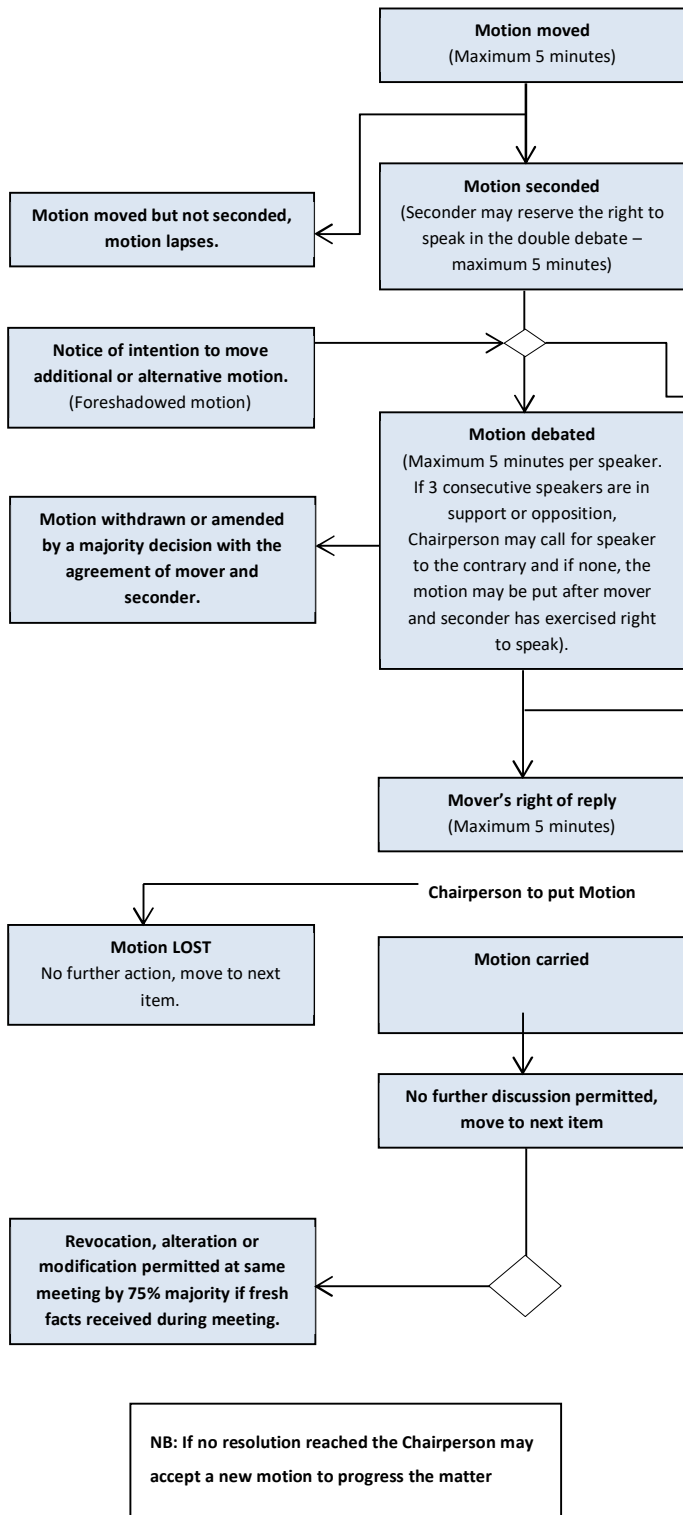 Motion moved
(Maximum 5 minutes)
Motion seconded
(Seconder may reserve the right to
speak in the double debate –
maximum 5 minutes)
Motion moved but not seconded,
motion lapses.
Notice of intention to move
additional or alternative motion.
(Foreshadowed motion)
Motion debated
(Maximum 5 minutes per speaker.
If 3 consecutive speakers are in
support or opposition,
Chairperson may call for speaker
to the contrary and if none, the
motion may be put after mover
and seconder has exercised right
to speak).
Motion withdrawn or amended
by a majority decision with the
agreement of mover and
seconder.
Mover’s right of reply
(Maximum 5 minutes)
Chairperson to put Motion
Motion LOST
No further action, move to next
item.
Motion carried
No further discussion permitted,
move to next item
Revocation, alteration or
modification permitted at same
meeting by 75% majority if fresh
facts received during meeting.
NB: If no resolution reached the Chairperson may
accept a new motion to progress the matter